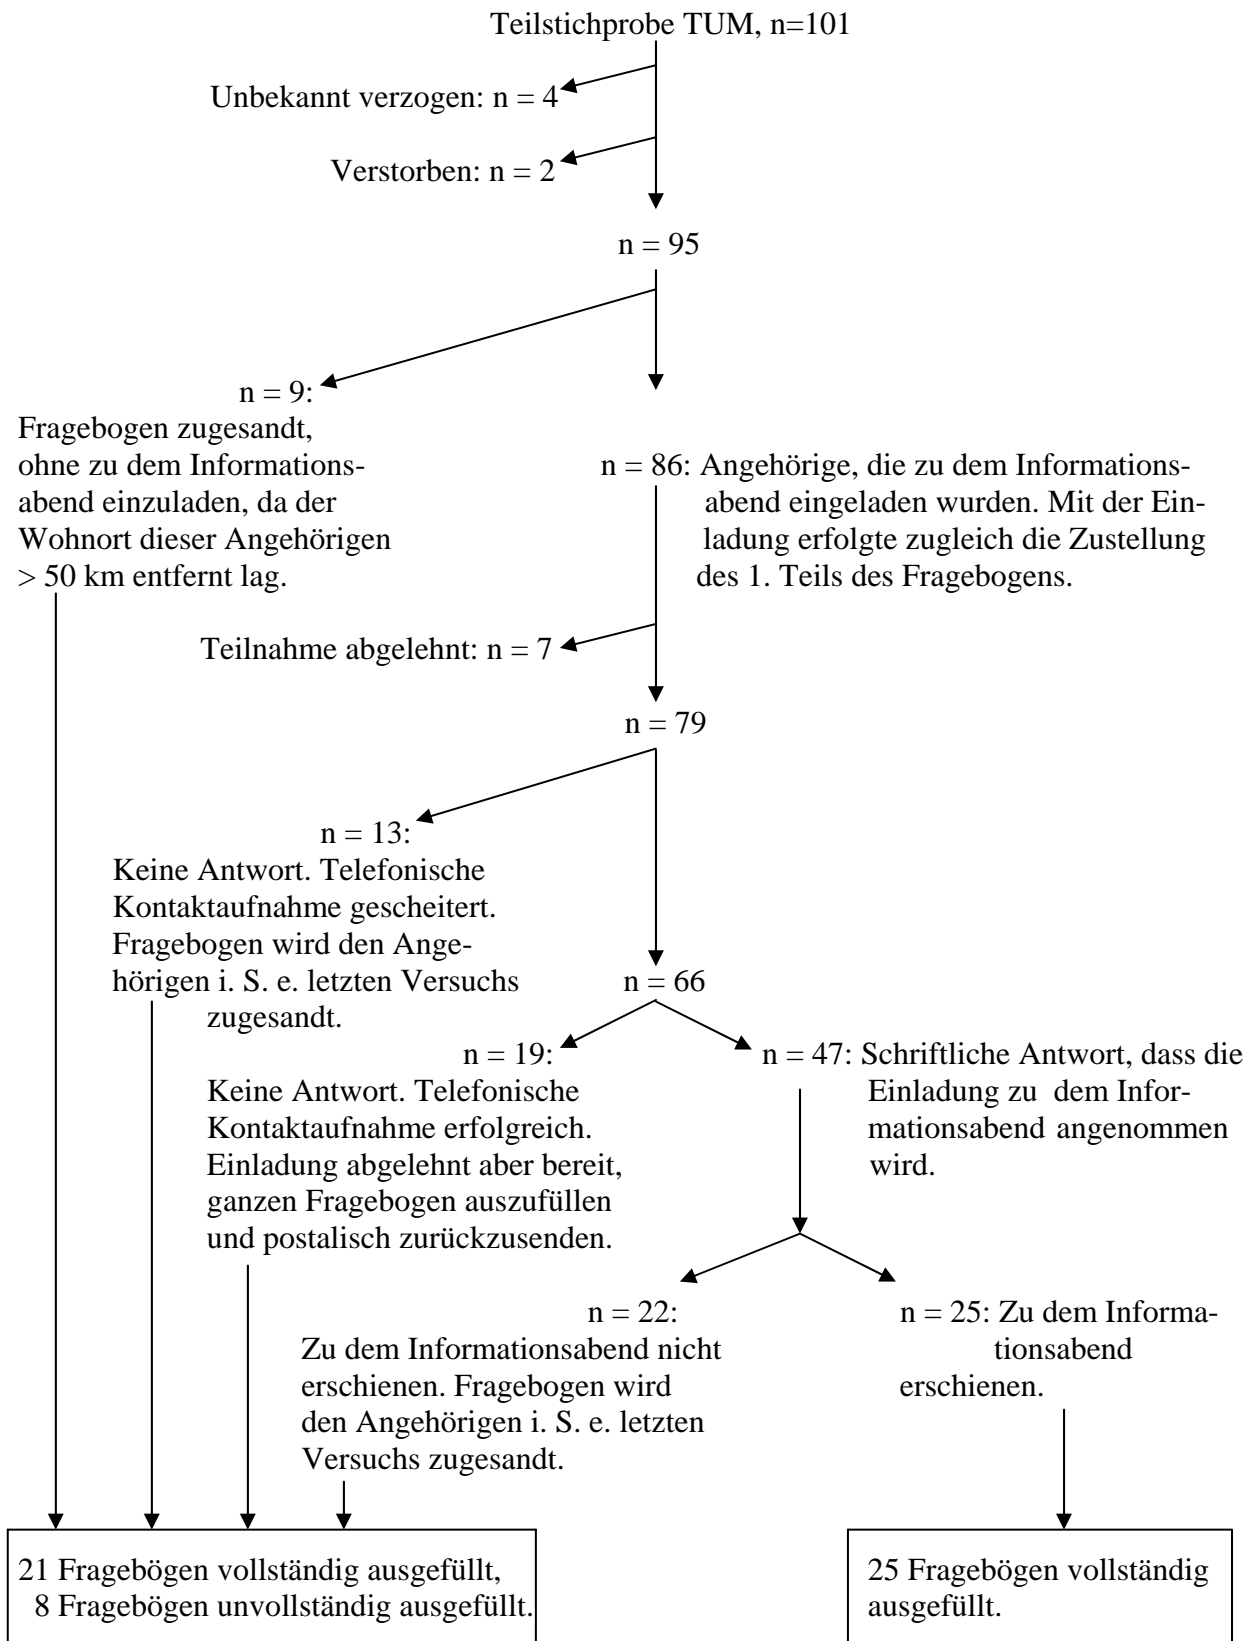 Teilstichprobe TUM, n=101
Unbekannt verzogen: n = 4
Verstorben: n = 2
n = 95
n = 9:
Fragebogen zugesandt,
ohne zu dem Informations-
abend einzuladen, da der
Wohnort dieser Angehörigen
> 50 km entfernt lag.
n = 86: Angehörige, die zu dem Informations-
abend eingeladen wurden. Mit der Ein-
ladung erfolgte zugleich die Zustellung
des 1. Teils des Fragebogens.
Teilnahme abgelehnt: n = 7
n = 79
n = 13:
Keine Antwort. Telefonische
Kontaktaufnahme gescheitert.
Fragebogen wird den Ange-
hörigen i. S. e. letzten Versuchs
zugesandt.
n = 66
n = 19:
Keine Antwort. Telefonische
Kontaktaufnahme erfolgreich.
Einladung abgelehnt aber bereit,
ganzen Fragebogen auszufüllen
und postalisch zurückzusenden.
n = 47: Schriftliche Antwort, dass die
Einladung zu dem Infor-
mationsabend angenommen
wird.
n = 22:
Zu dem Informationsabend nicht
erschienen. Fragebogen wird
den Angehörigen i. S. e. letzten
Versuchs zugesandt.
n = 25: Zu dem Informa-
tionsabend
erschienen.
21 Fragebögen vollständig ausgefüllt,
8 Fragebögen unvollständig ausgefüllt.
25 Fragebögen vollständig
ausgefüllt.